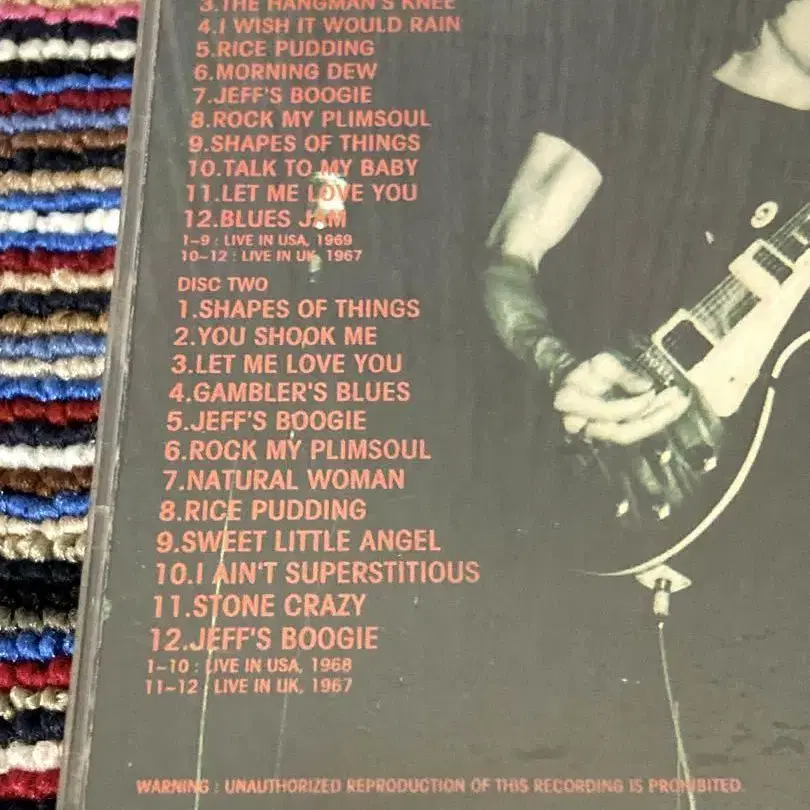 3.THE HANGMAN'S KNEE
4.I WISH IT WOULD RAIN
5.RICE PUDDING
6.MORNING DEW
7.JEFF'S BOOGIE
8.ROCK MY PLIMSOUL
9.SHAPES OF THINGS
10.TALK TO MY BABY
11.LET ME LOVE YOU
12.BLUES JAM
1~9 : LIVE IN USA, 1969
10~12 : LIVE IN UK, 1967
DISC TWO
1.SHAPES OF THINGS
2.YOU SHOOK ME
3.LET ME LOVE YOU
4.GAMBLER'S BLUES
5.JEFF'S BOOGIE
6.ROCK MY PLIMSOUL
7.NATURAL WOMAN
8.RICE PUDDING
9.SWEET LITTLE ANGEL
10.I AIN'T SUPERSTITIOUS
11.STONE CRAZY
12.JEFF'S BOOGIE
1~10 : LIVE IN USA, 1968
11~12 : LIVE IN UK, 1967
WARNING : UNAUTHORIZED REPRODUCTION OF THIS RECORDING IS PROHIBITED.